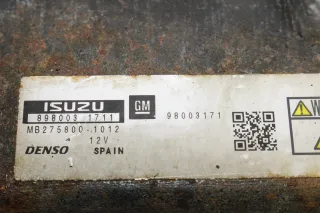 ISUZU
GM
898003 1711
98003171
MB275800-1012
12V
DENSO SPAIN